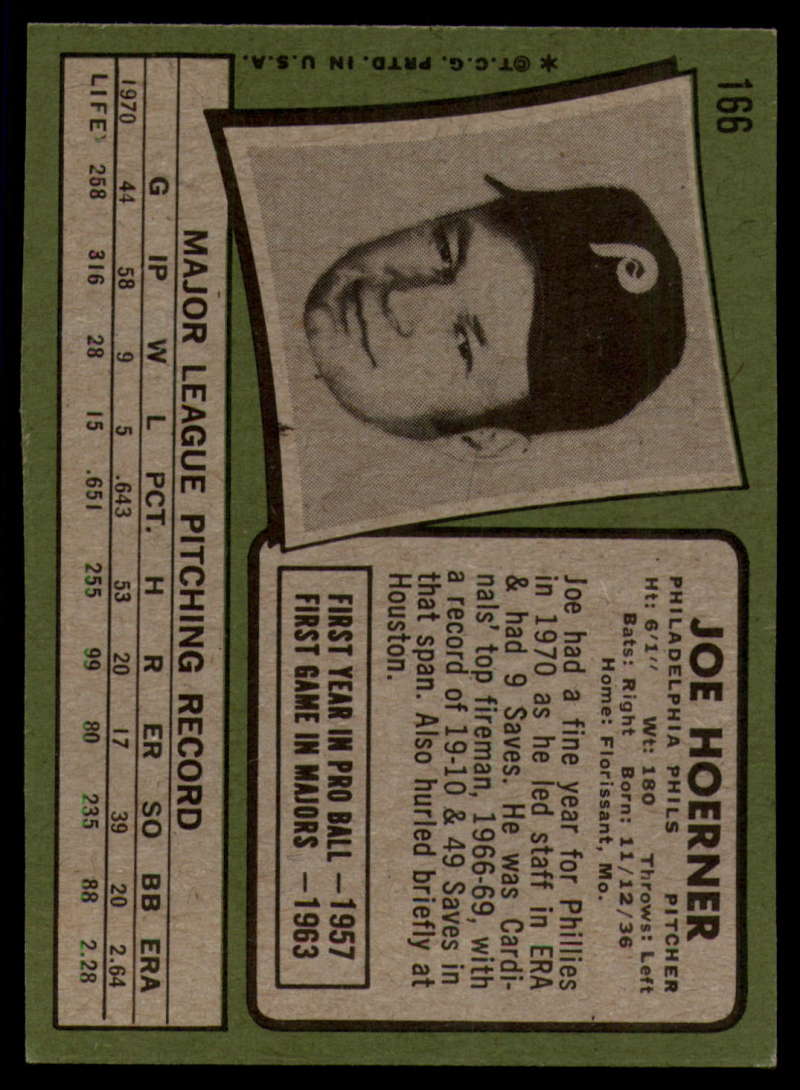 166
*©T.C.G. PRTD. IN U.S.A.
P
JOE HOERNER
PHILADELPHIA PHILS PITCHER
Ht: 6'1" Wt: 180 Throws: Left
Bats: Right Born: 11/12/36
Home: Florissant, Mo.
Joe had a fine year for Phillies
in 1970 as he led staff in ERA
& had 9 Saves. He was Cardi-
nals' top fireman, 1966-69, with
a record of 19-10 & 49 Saves in
that span. Also hurled briefly at
Houston.
FIRST YEAR IN PRO BALL —1957
FIRST GAME IN MAJORS —1963
MAJOR LEAGUE PITCHING RECORD
G IP W L PCT. H R ER SO BB ERA
1970 44 58 9 5 .643 53 20 17 39 20 2.64
LIFE 258 316 28 15 .651 255 99 80 235 88 2.28